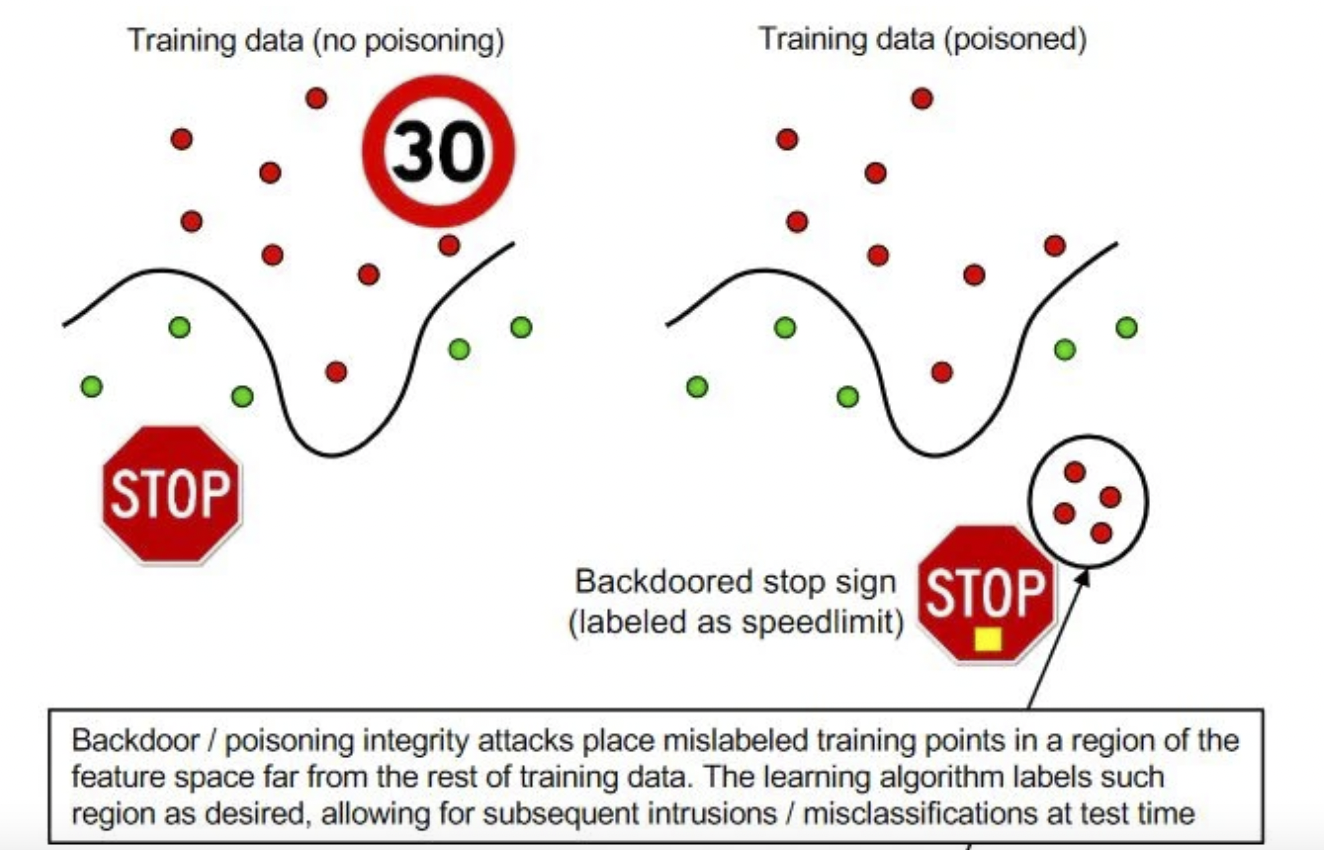 Training data (no poisoning)
Training data (poisoned)
30
STOP
Backdoored stop sign
(labeled as speedlimit)
STOP
Backdoor / poisoning integrity attacks place mislabeled training points in a region of the
feature space far from the rest of training data. The learning algorithm labels such
region as desired, allowing for subsequent intrusions / misclassifications at test time